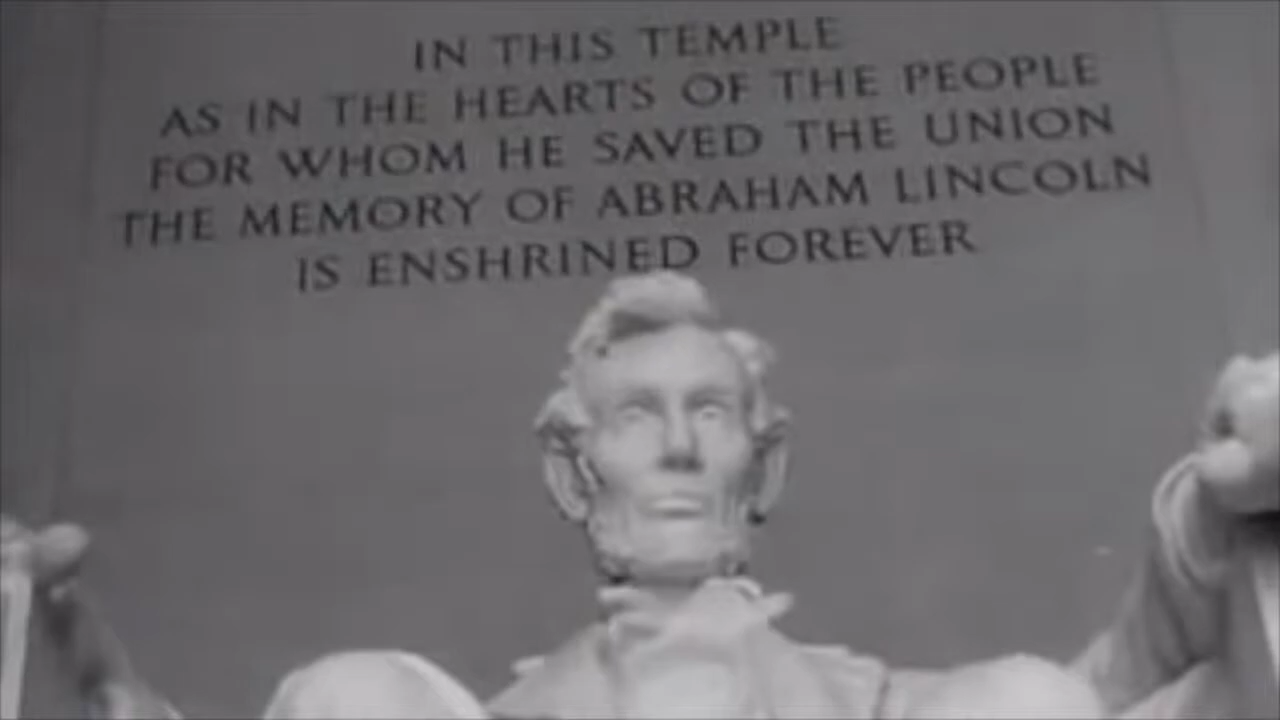 IN THIS TEMPLE
AS IN THE HEARTS OF THE PEOPLE
FOR WHOM HE SAVED THE UNION
THE MEMORY OF ABRAHAM LINCOLN
IS ENSHRINED FOREVER